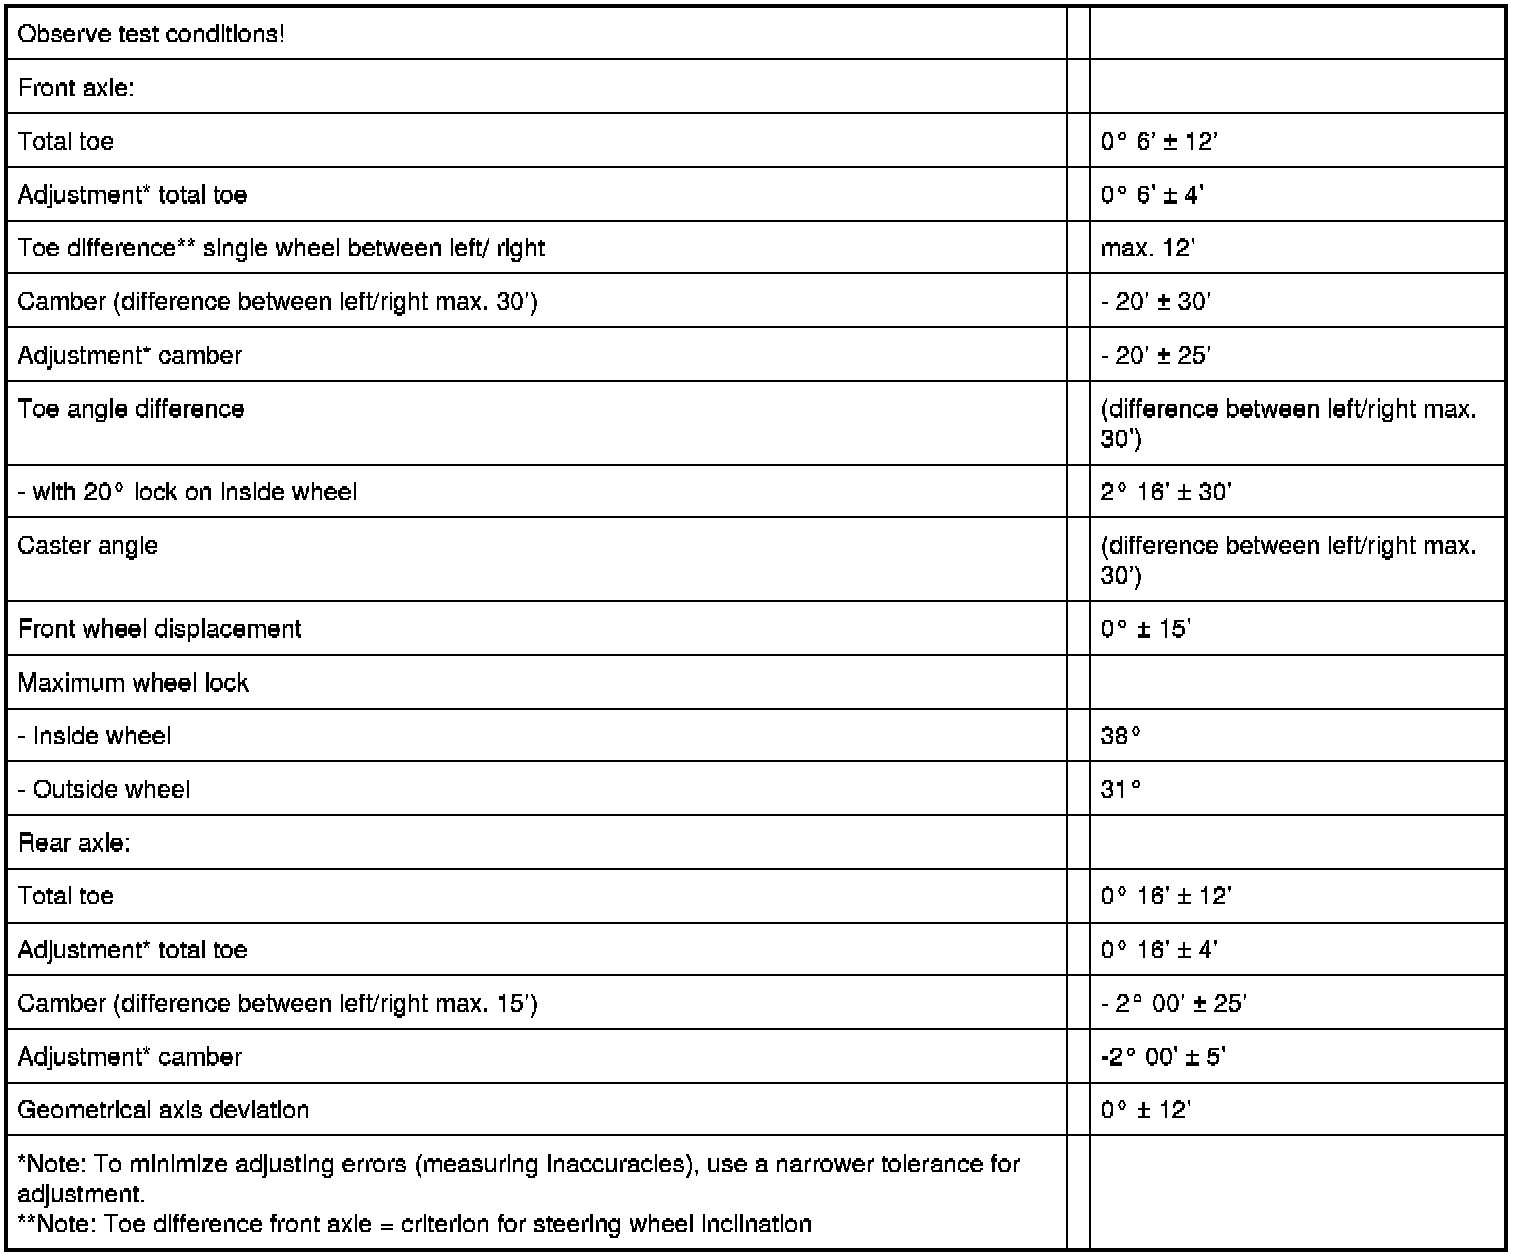 Observe test conditions!
Front axle:
Total toe 0° 6' ± 12'
Adjustment* total toe 0° 6' ± 4'
Toe difference** single wheel between left/ right max. 12'
Camber (difference between left/right max. 30') - 20' ± 30'
Adjustment* camber - 20' ± 25'
Toe angle difference (difference between left/right max.
30')
- with 20° lock on inside wheel 2° 16' ± 30'
Caster angle (difference between left/right max.
30')
Front wheel displacement 0° ± 15'
Maximum wheel lock
- Inside wheel 38°
- Outside wheel 31°
Rear axle:
Total toe 0° 16' ± 12'
Adjustment* total toe 0° 16' ± 4'
Camber (difference between left/right max. 15') - 2° 00' ± 25'
Adjustment* camber -2° 00' ± 5'
Geometrical axis deviation 0° ± 12'
*Note: To minimize adjusting errors (measuring inaccuracies), use a narrower tolerance for
adjustment.
**Note: Toe difference front axle = criterion for steering wheel inclination